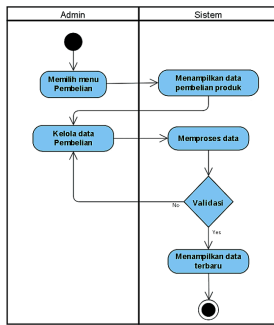 Admin
Sistem
Memilih menu
Pembelian
Menampilkan data
pembelian produk
Kelola data
Pembelian
Memproses data
Validasi
No
Yes
Menampilkan data
terbaru